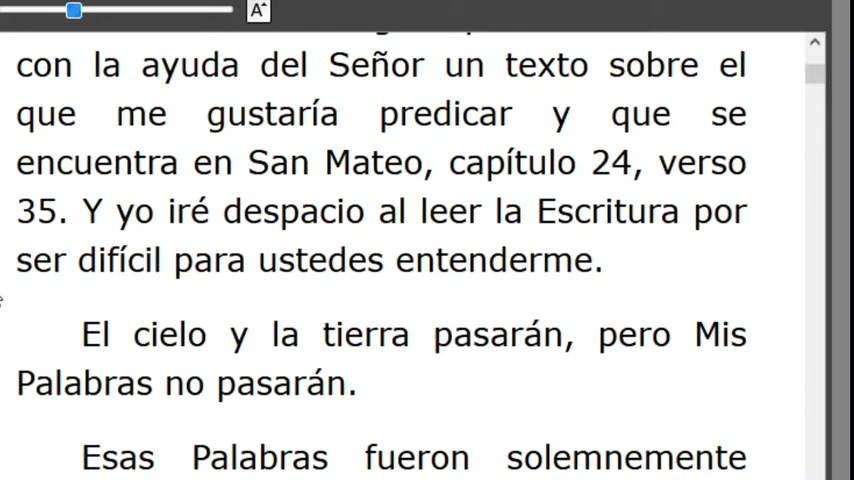 A
con la ayuda del Señor un texto sobre el
que me gustaría predicar y que se
encuentra en San Mateo, capítulo 24, verso
35. Y yo iré despacio al leer la Escritura por
ser difícil para ustedes entenderme.
El cielo y la tierra pasarán, pero Mis
Palabras no pasarán.
Esas Palabras fueron solemnemente